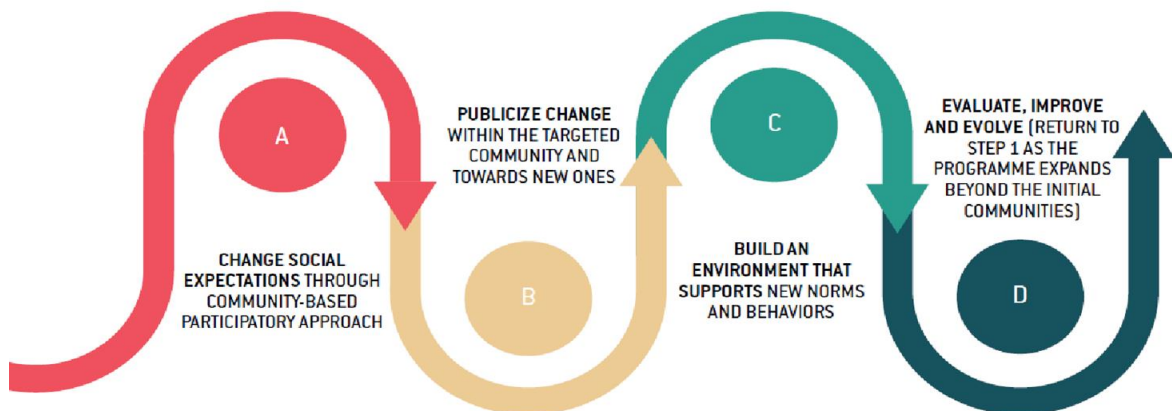 A
CHANGE SOCIAL
EXPECTATIONS THROUGH
COMMUNITY-BASED
PARTICIPATORY APPROACH
PUBLICIZE CHANGE
WITHIN THE TARGETED
COMMUNITY AND
TOWARDS NEW ONES
B
C
BUILD AN
ENVIRONMENT THAT
SUPPORTS NEW NORMS
AND BEHAVIORS
EVALUATE, IMPROVE
AND EVOLVE (RETURN TO
STEP 1 AS THE
PROGRAMME EXPANDS
BEYOND THE INITIAL
COMMUNITIES)
D